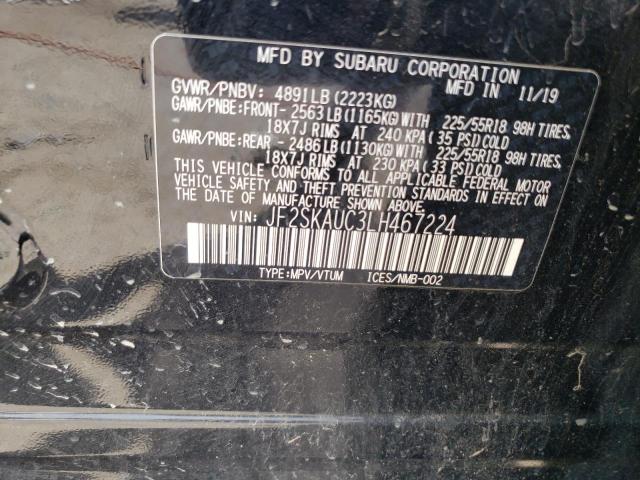 MFD BY SUBARU CORPORATION
GVWR/PNBV: 4891LB (2223KG) MFD IN 11/19
GAWR/PNBE:FRONT- 2563LB (1165KG) WITH 225/55R18 98H TIRES,
18X7J RIMS AT 240 KPA (35 PSI) COLD
GAWR/PNBE:REAR - 2486LB (1130KG) WITH 225/55R18 98H TIRES,
18X7J RIMS AT 230 KPA (33 PSI) COLD
THIS VEHICLE CONFORMS TO ALL APPLICABLE FEDERAL MOTOR
VEHICLE SAFETY AND THEFT PREVENTION STANDARDS IN EFFECT ON
THE DATE OF MANUFACTURE SHOWN ABOVE.
VIN: JF2SKAUC3LH467224
TYPE:MPV/VTUM ICES/NMB-002